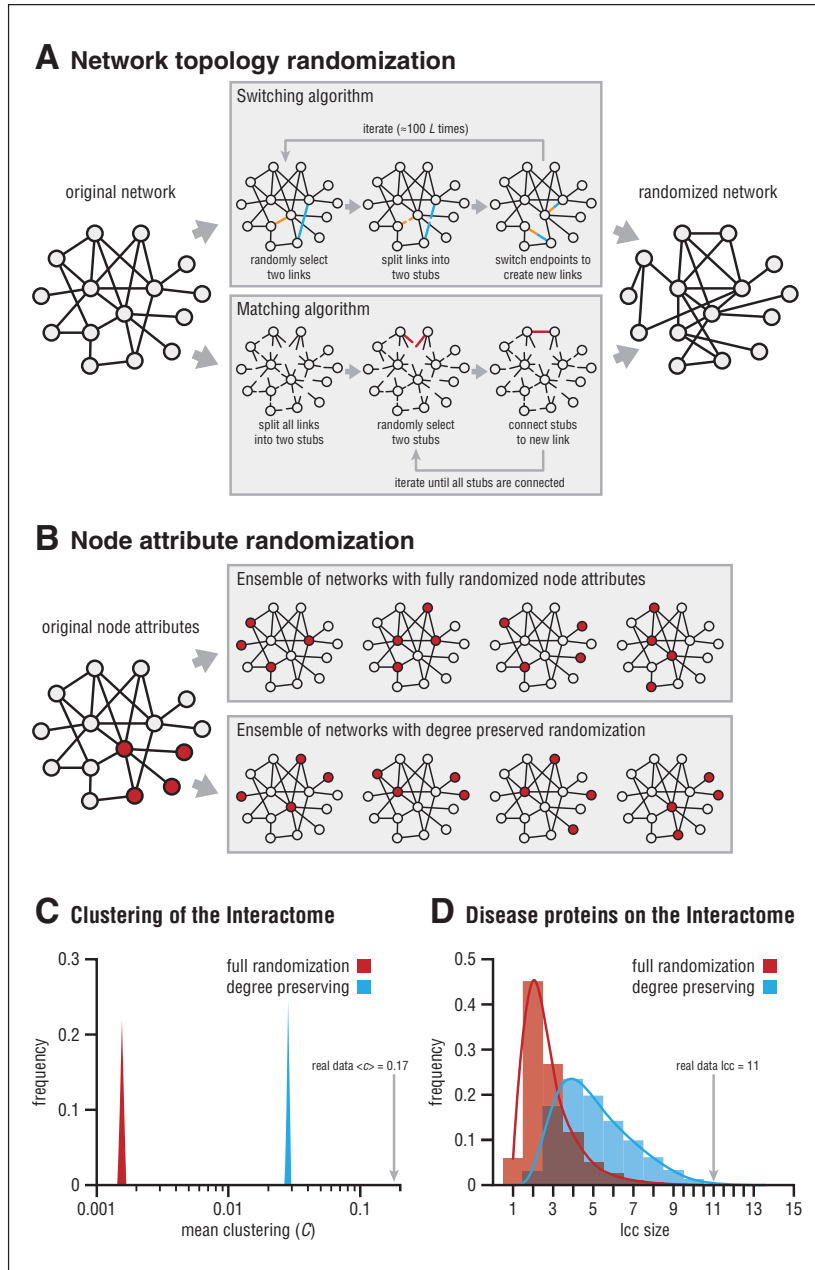 A Network topology randomization
Switching algorithm
iterate (≈100 L times)
original network
randomized network
randomly select
two links
split links into
two stubs
switch endpoints to
create new links
Matching algorithm
split all links
into two stubs
randomly select
two stubs
connect stubs
to new link
iterate until all stubs are connected
B Node attribute randomization
Ensemble of networks with fully randomized node attributes
original node attributes
Ensemble of networks with degree preserved randomization
C Clustering of the Interactome
0.3
full randomization
degree preserving
0.2
real data <c> = 0.17
frequency
0.1
0
0.001
0.01
0.1
mean clustering (C)
D Disease proteins on the Interactome
0.5
full randomization
degree preserving
0.4
0.3
real data lcc = 11
frequency
0.2
0.1
0
1 3 5 7 9 11 13 15
lcc size